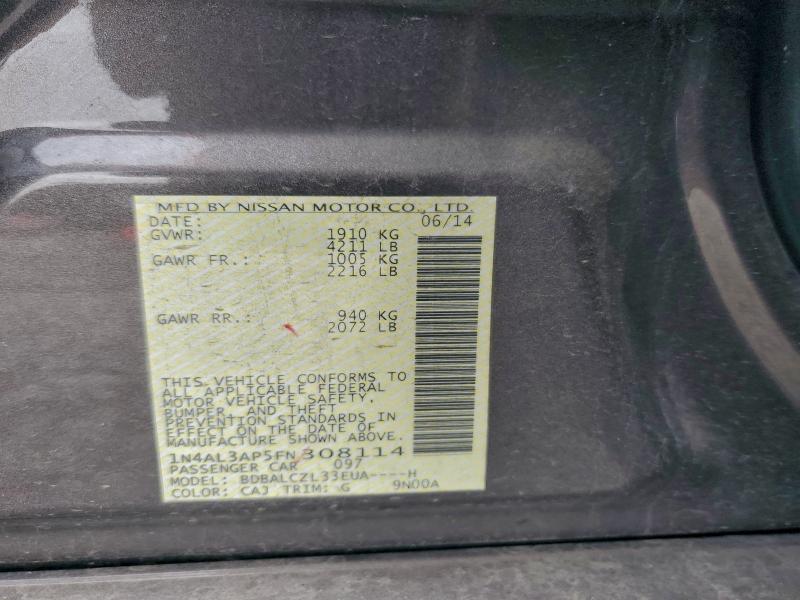 MFD BY NISSAN MOTOR CO., LTD.
DATE: 06/14
GVWR: 1910 KG
4211 LB
GAWR FR.: 1005 KG
2216 LB
GAWR RR.: 940 KG
2072 LB
THIS VEHICLE CONFORMS TO
ALL APPLICABLE FEDERAL
MOTOR VEHICLE SAFETY,
BUMPER, AND THEFT
PREVENTION STANDARDS IN
EFFECT ON THE DATE OF
MANUFACTURE SHOWN ABOVE.
1N4AL3AP5FN308114
PASSENGER CAR 097
MODEL: BDBALCZL33EUA----H
COLOR: CAJ TRIM: G 9N00A